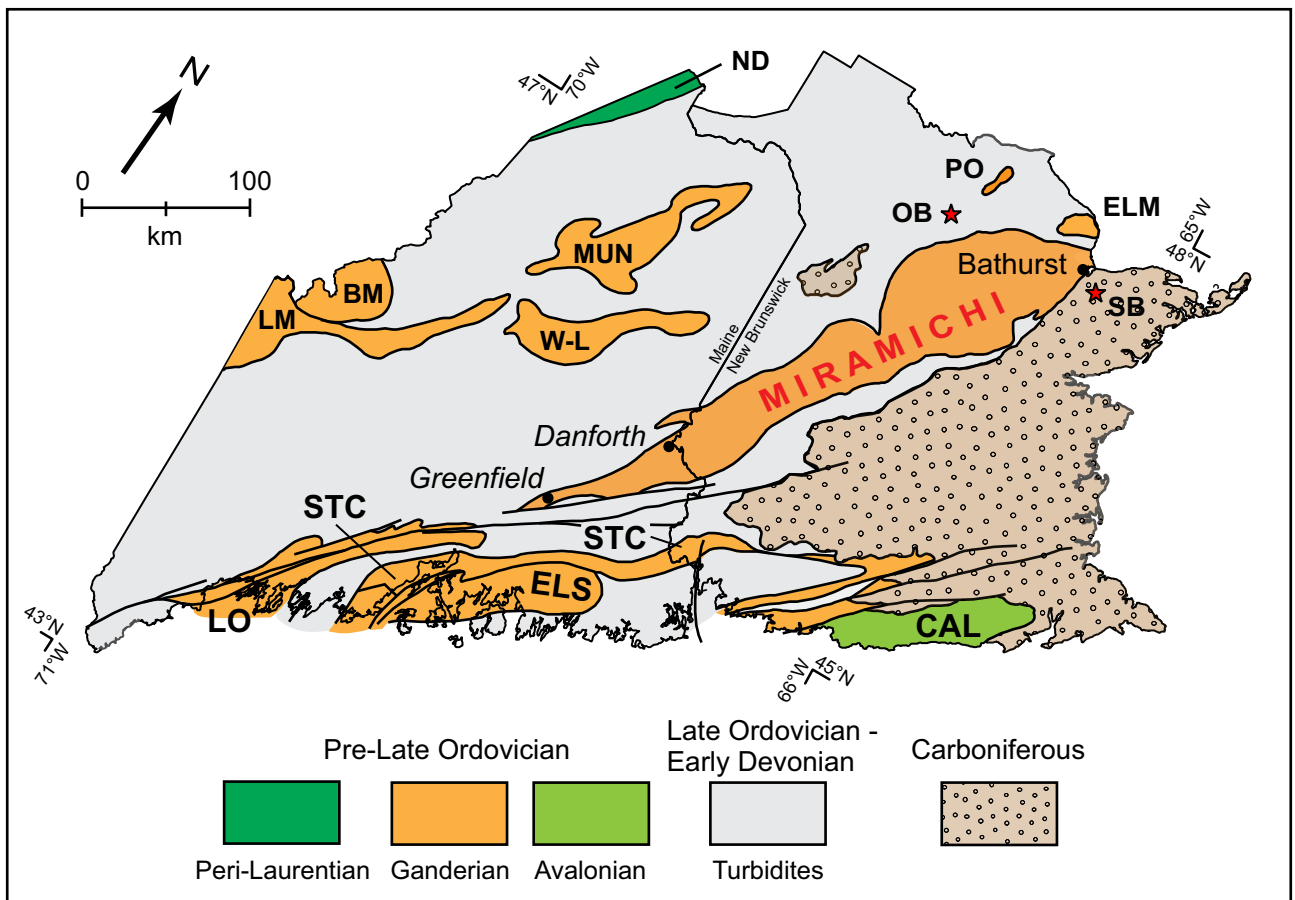 ND
47°N 70°W
N
0 100
km
PO
OB
ELM
65°W
48°N
MUN
Bathurst
BM
SB
LM
W-L
Maine
New Brunswick
MIRAMICHI
Danforth
Greenfield
STC
STC
ELS
LO
CAL
43°N
71°W
66°W 45°N
Pre-Late Ordovician
Late Ordovician -
Early Devonian
Carboniferous
Peri-Laurentian
Ganderian
Avalonian
Turbidites